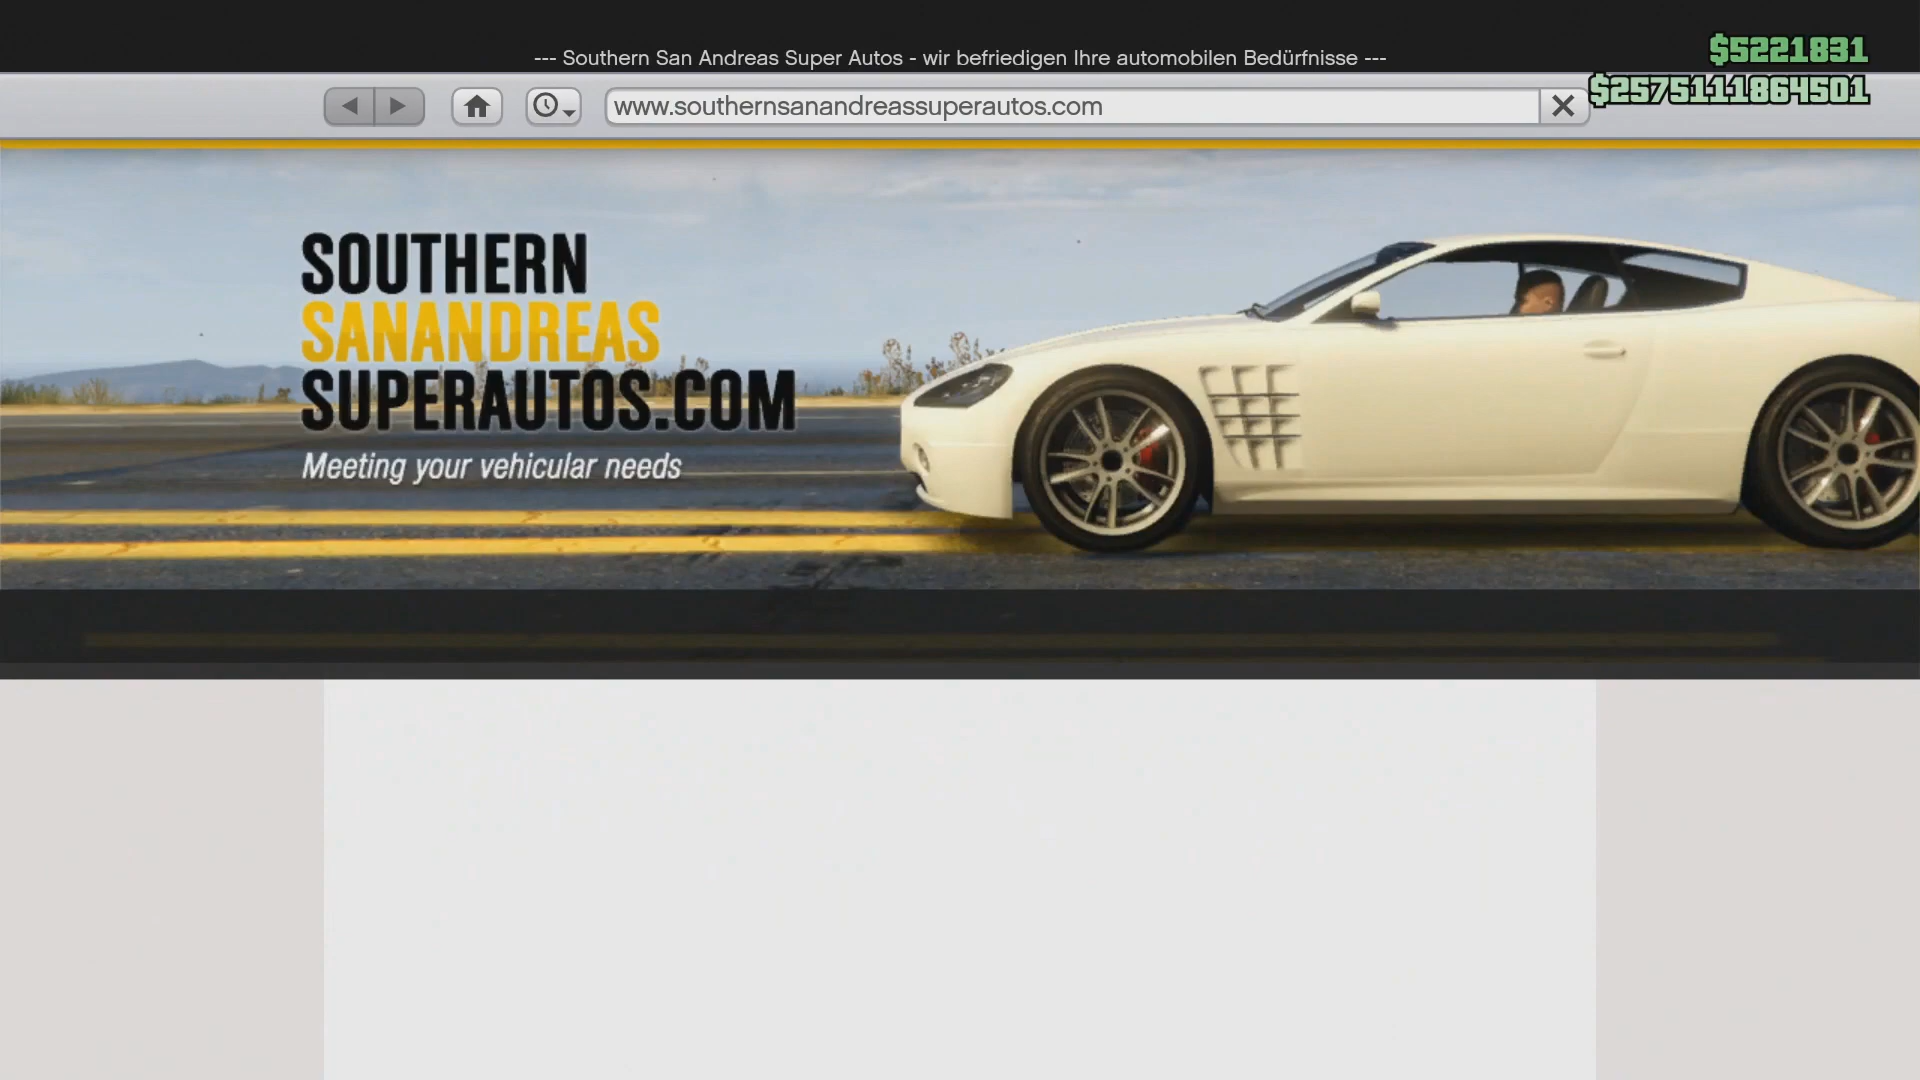 --- Southern San Andreas Super Autos - wir befriedigen Ihre automobilen Bedürfnisse ---
$5221831
$2575111864501
www.southernsanandreassuperautos.com
SOUTHERN
SANANDREAS
SUPERAUTOS.COM
Meeting your vehicular needs